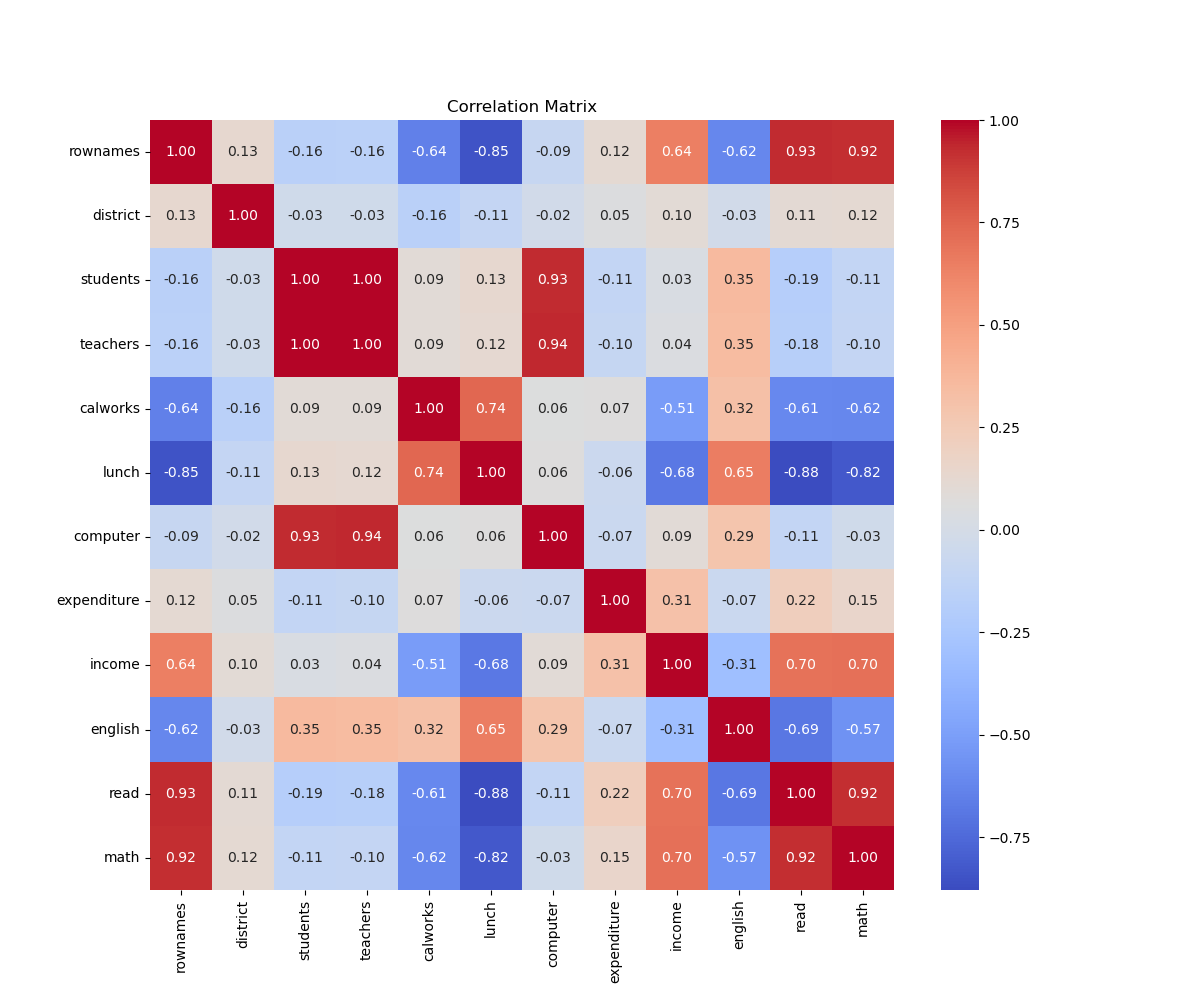 Correlation Matrix
rownames 1.00 0.13 -0.16 -0.16 -0.64 -0.85 -0.09 0.12 0.64 -0.62 0.93 0.92
district 0.13 1.00 -0.03 -0.03 -0.16 -0.11 -0.02 0.05 0.10 -0.03 0.11 0.12
students -0.16 -0.03 1.00 1.00 0.09 0.13 0.93 -0.11 0.03 0.35 -0.19 -0.11
teachers -0.16 -0.03 1.00 1.00 0.09 0.12 0.94 -0.10 0.04 0.35 -0.18 -0.10
calworks -0.64 -0.16 0.09 0.09 1.00 0.74 0.06 0.07 -0.51 0.32 -0.61 -0.62
lunch -0.85 -0.11 0.13 0.12 0.74 1.00 0.06 -0.06 -0.68 0.65 -0.88 -0.82
computer -0.09 -0.02 0.93 0.94 0.06 0.06 1.00 -0.07 0.09 0.29 -0.11 -0.03
expenditure 0.12 0.05 -0.11 -0.10 0.07 -0.06 -0.07 1.00 0.31 -0.07 0.22 0.15
income 0.64 0.10 0.03 0.04 -0.51 -0.68 0.09 0.31 1.00 -0.31 0.70 0.70
english -0.62 -0.03 0.35 0.35 0.32 0.65 0.29 -0.07 -0.31 1.00 -0.69 -0.57
read 0.93 0.11 -0.19 -0.18 -0.61 -0.88 -0.11 0.22 0.70 -0.69 1.00 0.92
math 0.92 0.12 -0.11 -0.10 -0.62 -0.82 -0.03 0.15 0.70 -0.57 0.92 1.00
rownames district students teachers calworks lunch computer expenditure income english read math
1.00
0.75
0.50
0.25
0.00
−0.25
−0.50
−0.75